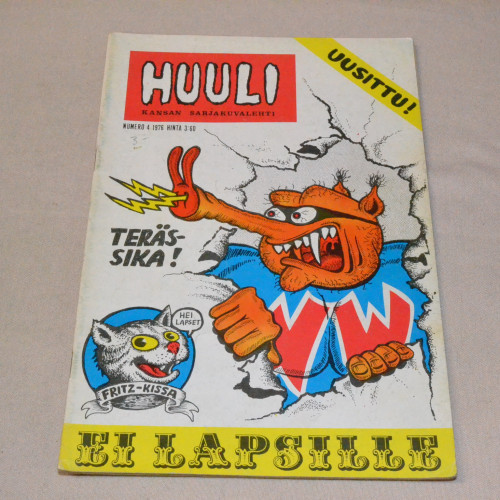 HUULI
KANSAN SARJAKUVALEHTI
NUMERO 4 1976 HINTA 3:60
UUSITTU!
TERÄS-
SIKA!
HEI
LAPSET
FRITZ-KISSA
EI LAPSILLE